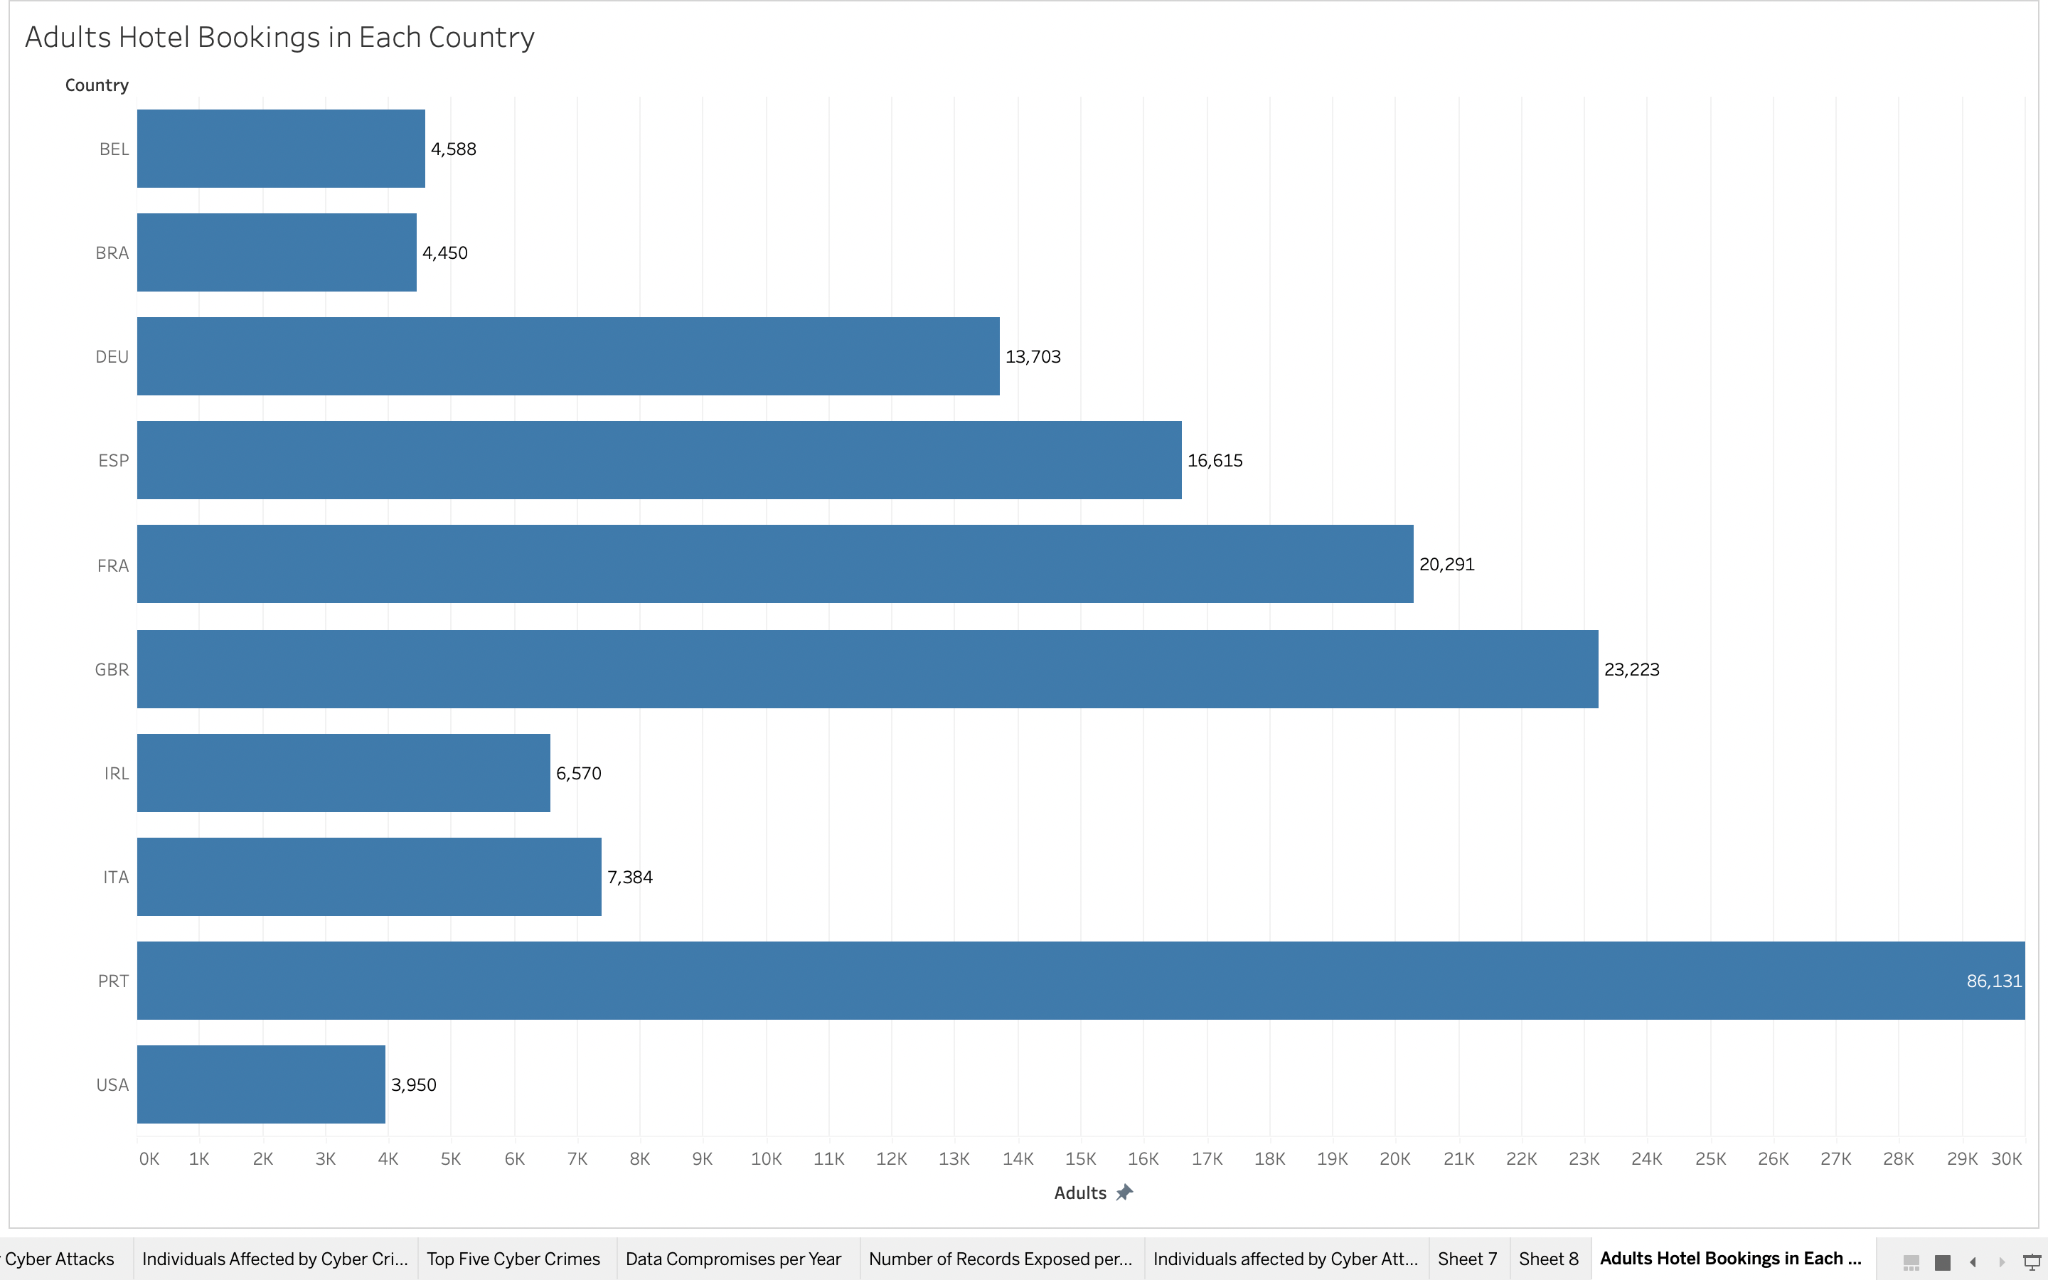 Adults Hotel Bookings in Each Country
Country
BEL 4,588
BRA 4,450
DEU 13,703
ESP 16,615
FRA 20,291
GBR 23,223
IRL 6,570
ITA 7,384
PRT 86,131
USA 3,950
0K 1K 2K 3K 4K 5K 6K 7K 8K 9K 10K 11K 12K 13K 14K 15K 16K 17K 18K 19K 20K 21K 22K 23K 24K 25K 26K 27K 28K 29K 30K
Adults
Cyber Attacks Individuals Affected by Cyber Cri... Top Five Cyber Crimes Data Compromises per Year Number of Records Exposed per... Individuals affected by Cyber Att... Sheet 7 Sheet 8 Adults Hotel Bookings in Each ...